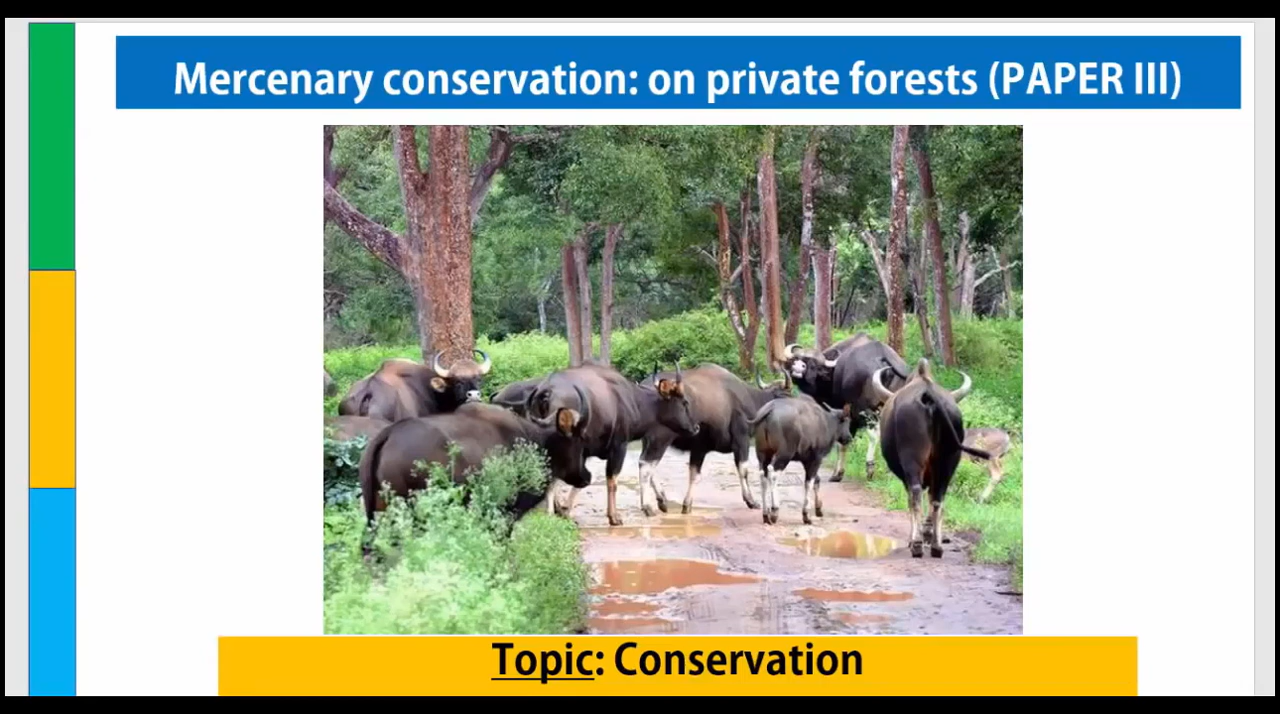 Mercenary conservation: on private forests (PAPER III)
Topic: Conservation